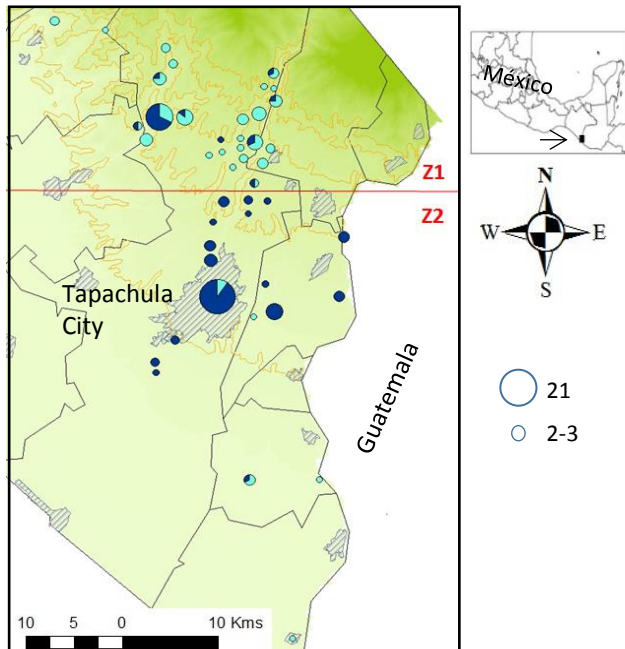 México
Z1
Z2
N
W E
S
Tapachula
City
Guatemala
21
2-3
10 5 0 10 Kms